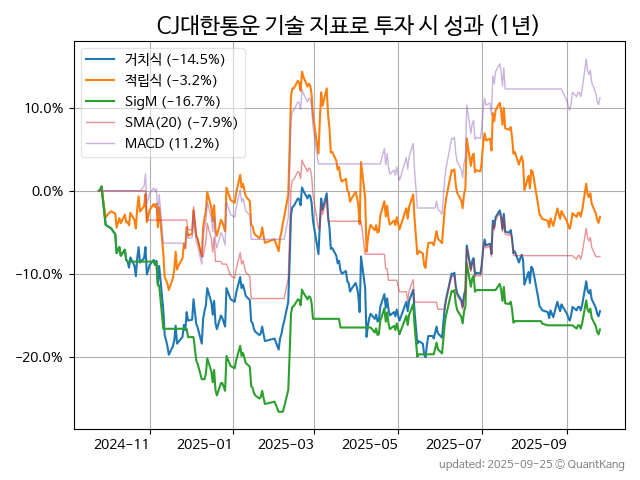 CJ대한통운 기술 지표로 투자 시 성과 (1년)
거치식 (−14.5%)
적립식 (−3.2%)
SigM (−16.7%)
SMA(20) (−7.9%)
MACD (11.2%)
10.0%
0.0%
−10.0%
−20.0%
2024-11
2025-01
2025-03
2025-05
2025-07
2025-09
updated: 2025-09-25 © QuantKang